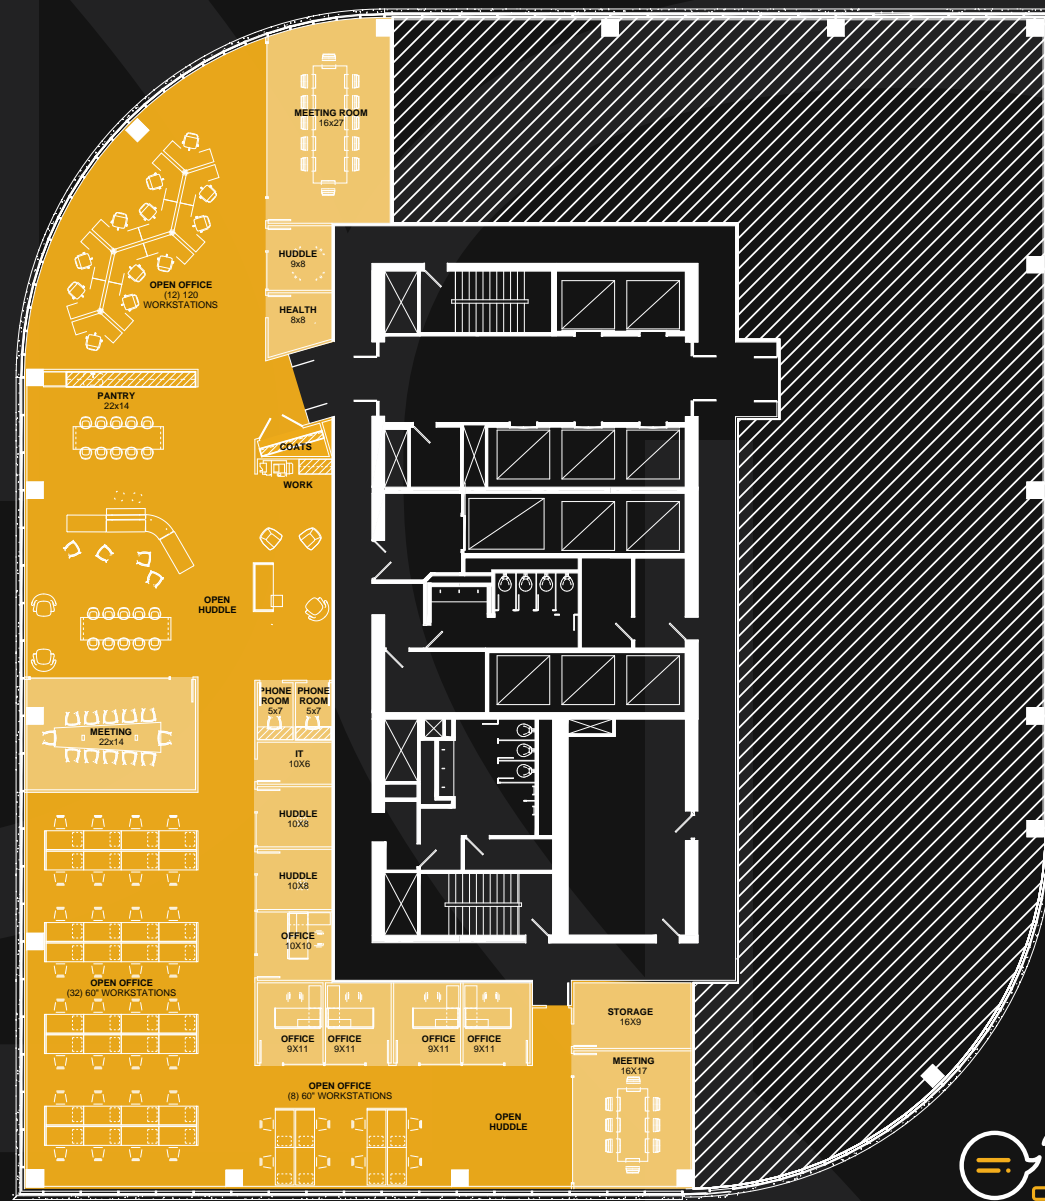 MEETING ROOM
16x27
HUDDLE
9x8
OPEN OFFICE
(12) 120
WORKSTATIONS
HEALTH
8x8
PANTRY
22x14
COATS
WORK
OPEN
HUDDLE
PHONE
ROOM
5x7
PHONE
ROOM
5x7
MEETING
22x14
IT
10X6
HUDDLE
10X8
HUDDLE
10X8
OFFICE
10X10
OPEN OFFICE
(32) 60" WORKSTATIONS
OFFICE
9X11
OFFICE
9X11
OFFICE
9X11
OFFICE
9X11
STORAGE
16X9
MEETING
16X17
OPEN OFFICE
(8) 60" WORKSTATIONS
OPEN
HUDDLE